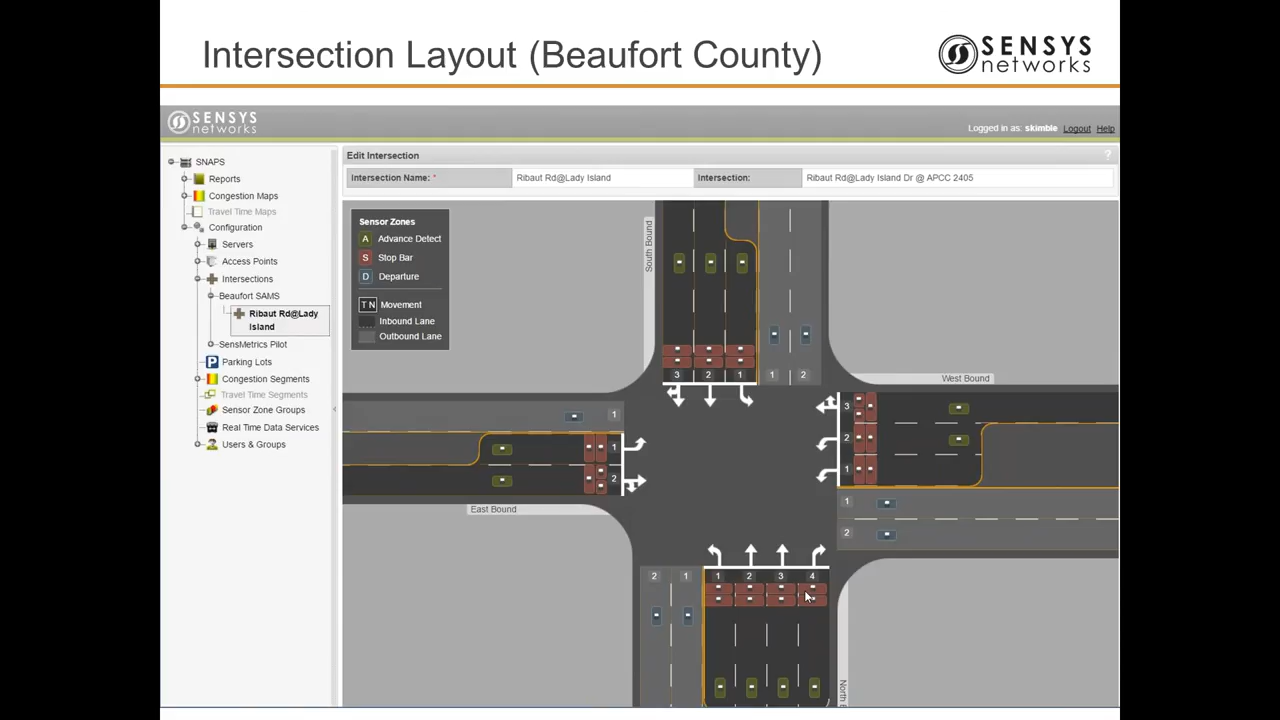 Intersection Layout (Beaufort County)
SENSYS
networks
SENSYS
networks
Logged in as: skimble Logout Help
SNAPS
Reports
Congestion Maps
Travel Time Maps
Configuration
Servers
Access Points
Intersections
Beaufort SAMS
Ribaut Rd@Lady
Island
SensMetrics Pilot
Parking Lots
Congestion Segments
Travel Time Segments
Sensor Zone Groups
Real Time Data Services
Users & Groups
Edit Intersection ?
Intersection Name: * Ribaut Rd@Lady Island Intersection: Ribaut Rd@Lady Island Dr @ APCC 2405
Sensor Zones
A Advance Detect
S Stop Bar
D Departure
T N Movement
Inbound Lane
Outbound Lane
South Bound
3 2 1 1 2
West Bound
3
2
1
1
2
1
1
2
East Bound
2 1 1 2 3 4
North